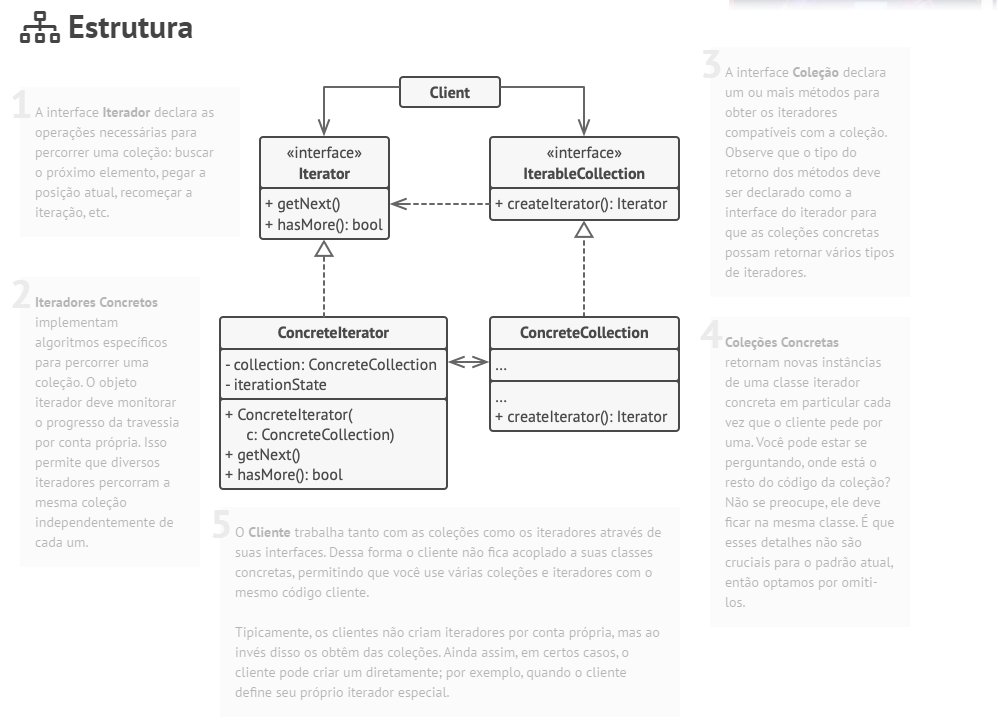 Estrutura
1
A interface Iterador declara as
operações necessárias para
percorrer uma coleção: buscar
o próximo elemento, pegar a
posição atual, recomeçar a
iteração, etc.
2
Iteradores Concretos
implementam
algoritmos específicos
para percorrer uma
coleção. O objeto
iterador deve monitorar
o progresso da travessia
por conta própria. Isso
permite que diversos
iteradores percorram a
mesma coleção
independentemente de
cada um.
Client
«interface»
Iterator
+ getNext()
+ hasMore(): bool
«interface»
IterableCollection
+ createIterator(): Iterator
ConcreteIterator
- collection: ConcreteCollection
- iterationState
+ ConcreteIterator(
c: ConcreteCollection)
+ getNext()
+ hasMore(): bool
ConcreteCollection
...
...
+ createIterator(): Iterator
3
A interface Coleção declara
um ou mais métodos para
obter os iteradores
compatíveis com a coleção.
Observe que o tipo do
retorno dos métodos deve
ser declarado como a
interface do iterador para
que as coleções concretas
possam retornar vários tipos
de iteradores.
4
Coleções Concretas
retornam novas instâncias
de uma classe iterador
concreta em particular cada
vez que o cliente pede por
uma. Você pode estar se
perguntando, onde está o
resto do código da coleção?
Não se preocupe, ele deve
ficar na mesma classe. É que
esses detalhes não são
cruciais para o padrão atual,
então optamos por omiti-
los.
5
O Cliente trabalha tanto com as coleções como os iteradores através de
suas interfaces. Dessa forma o cliente não fica acoplado a suas classes
concretas, permitindo que você use várias coleções e iteradores com o
mesmo código cliente.
Tipicamente, os clientes não criam iteradores por conta própria, mas ao
invés disso os obtém das coleções. Ainda assim, em certos casos, o
cliente pode criar um diretamente; por exemplo, quando o cliente
define seu próprio iterador especial.